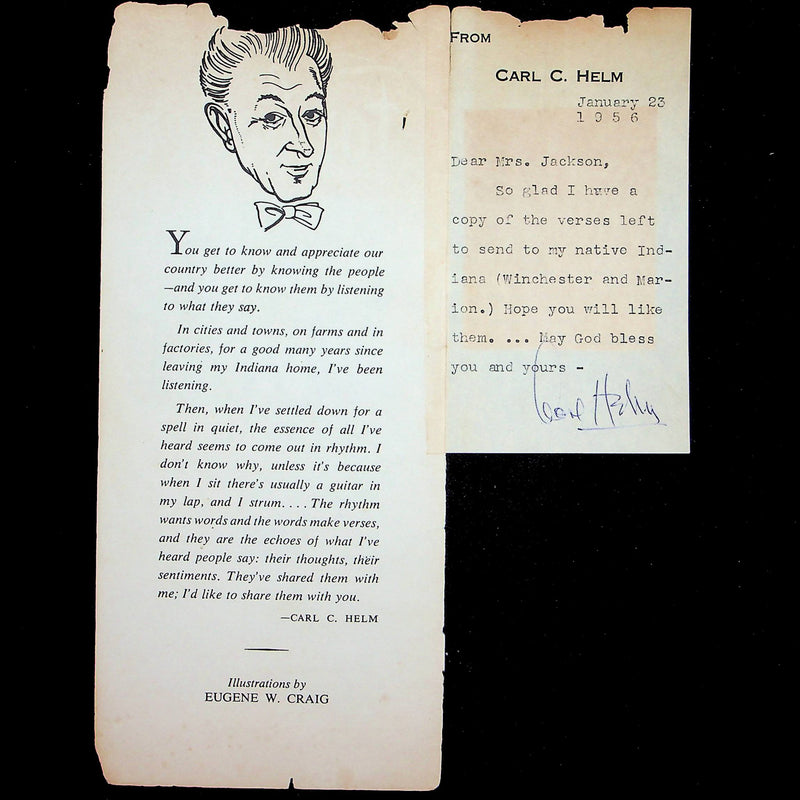 You get to know and appreciate our
country better by knowing the people
—and you get to know them by listening
to what they say.
In cities and towns, on farms and in
factories, for a good many years since
leaving my Indiana home, I've been
listening.
Then, when I've settled down for a
spell in quiet, the essence of all I've
heard seems to come out in rhythm. I
don't know why, unless it's because
when I sit there's usually a guitar in
my lap, and I strum.... The rhythm
wants words and the words make verses,
and they are the echoes of what I've
heard people say: their thoughts, their
sentiments. They've shared them with
me; I'd like to share them with you.
—CARL C. HELM
Illustrations by
EUGENE W. CRAIG
FROM
CARL C. HELM
January 23
1 9 5 6
Dear Mrs. Jackson,
So glad I have a
copy of the verses left
to send to my native Ind-
iana (Winchester and Mar-
ion.) Hope you will like
them. ... May God bless
you and yours -
Carl Helm